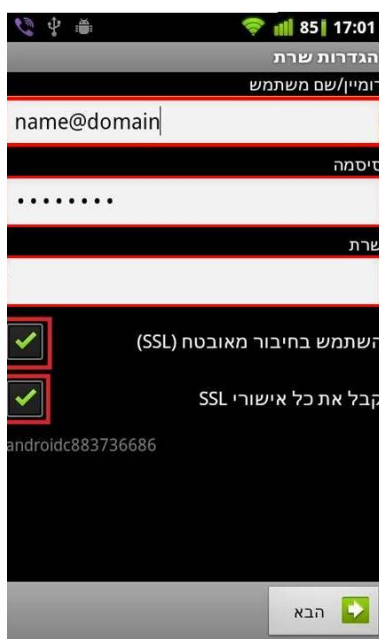 85 17:01
הגדרות שרת
דומיין/שם משתמש
name@domain
סיסמה
••••••••
שרת
השתמש בחיבור מאובטח (SSL)
קבל את כל אישורי SSL
androidc883736686
הבא